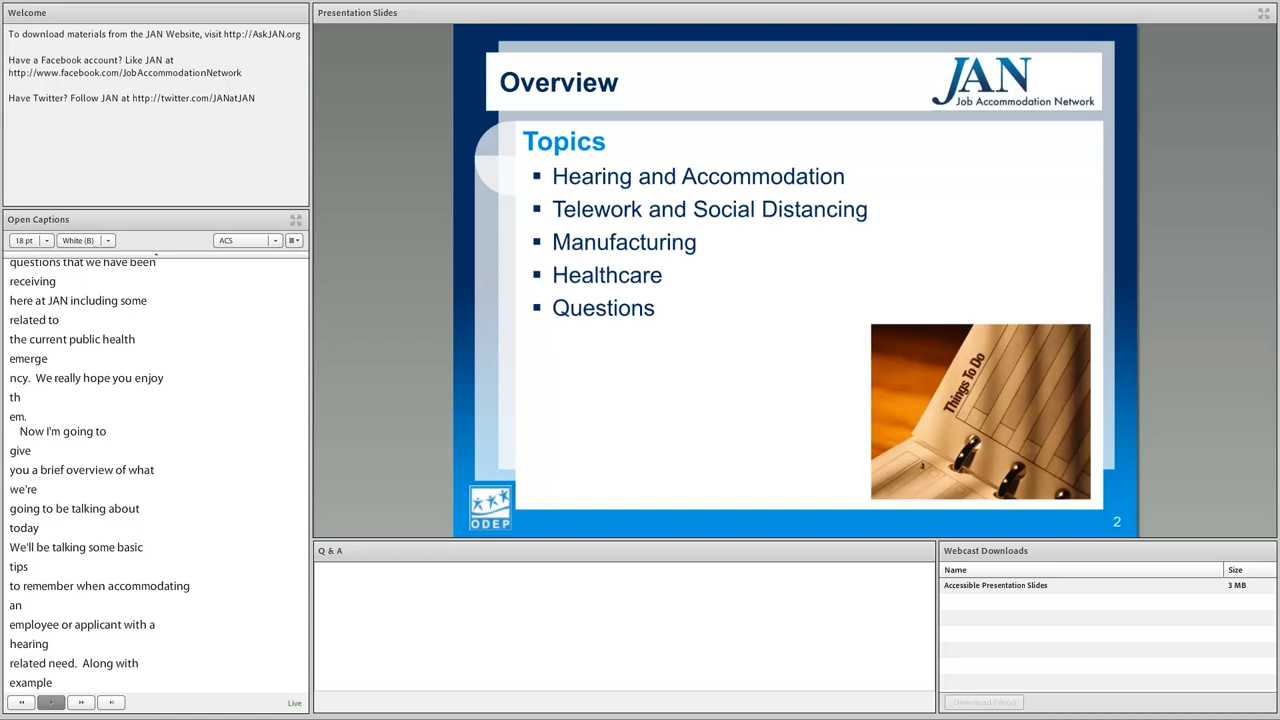 Welcome
To download materials from the JAN Website, visit http://AskJAN.org
Have a Facebook account? Like JAN at
http://www.facebook.com/JobAccommodationNetwork
Have Twitter? Follow JAN at http://twitter.com/JANatJAN
Open Captions
18 pt White (B) ACS
questions that we have been
receiving
here at JAN including some
related to
the current public health
emerge
ncy. We really hope you enjoy
th
em.
Now I'm going to
give
you a brief overview of what
we're
going to be talking about
today
We'll be talking some basic
tips
to remember when accommodating
an
employee or applicant with a
hearing
related need. Along with
example
Live
Presentation Slides
Overview
JAN
Job Accommodation Network
Topics
▪ Hearing and Accommodation
▪ Telework and Social Distancing
▪ Manufacturing
▪ Healthcare
▪ Questions
Things To Do
ODEP
2
Q & A
Webcast Downloads
Name Size
Accessible Presentation Slides 3 MB
Download File(s)